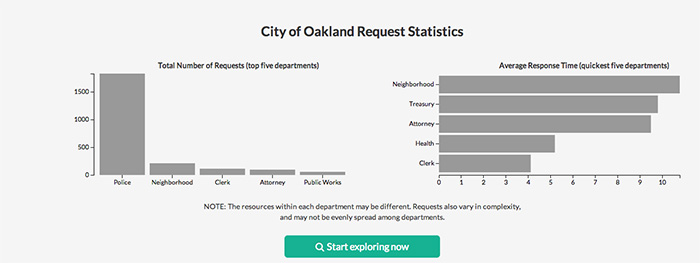 City of Oakland Request Statistics
Total Number of Requests (top five departments)
1500
1000
500
0
Police Neighborhood Clerk Attorney Public Works
Average Response Time (quickest five departments)
Neighborhood
Treasury
Attorney
Health
Clerk
0 1 2 3 4 5 6 7 8 9 10
NOTE: The resources within each department may be different. Requests also vary in complexity,
and may not be evenly spread among departments.
Start exploring now